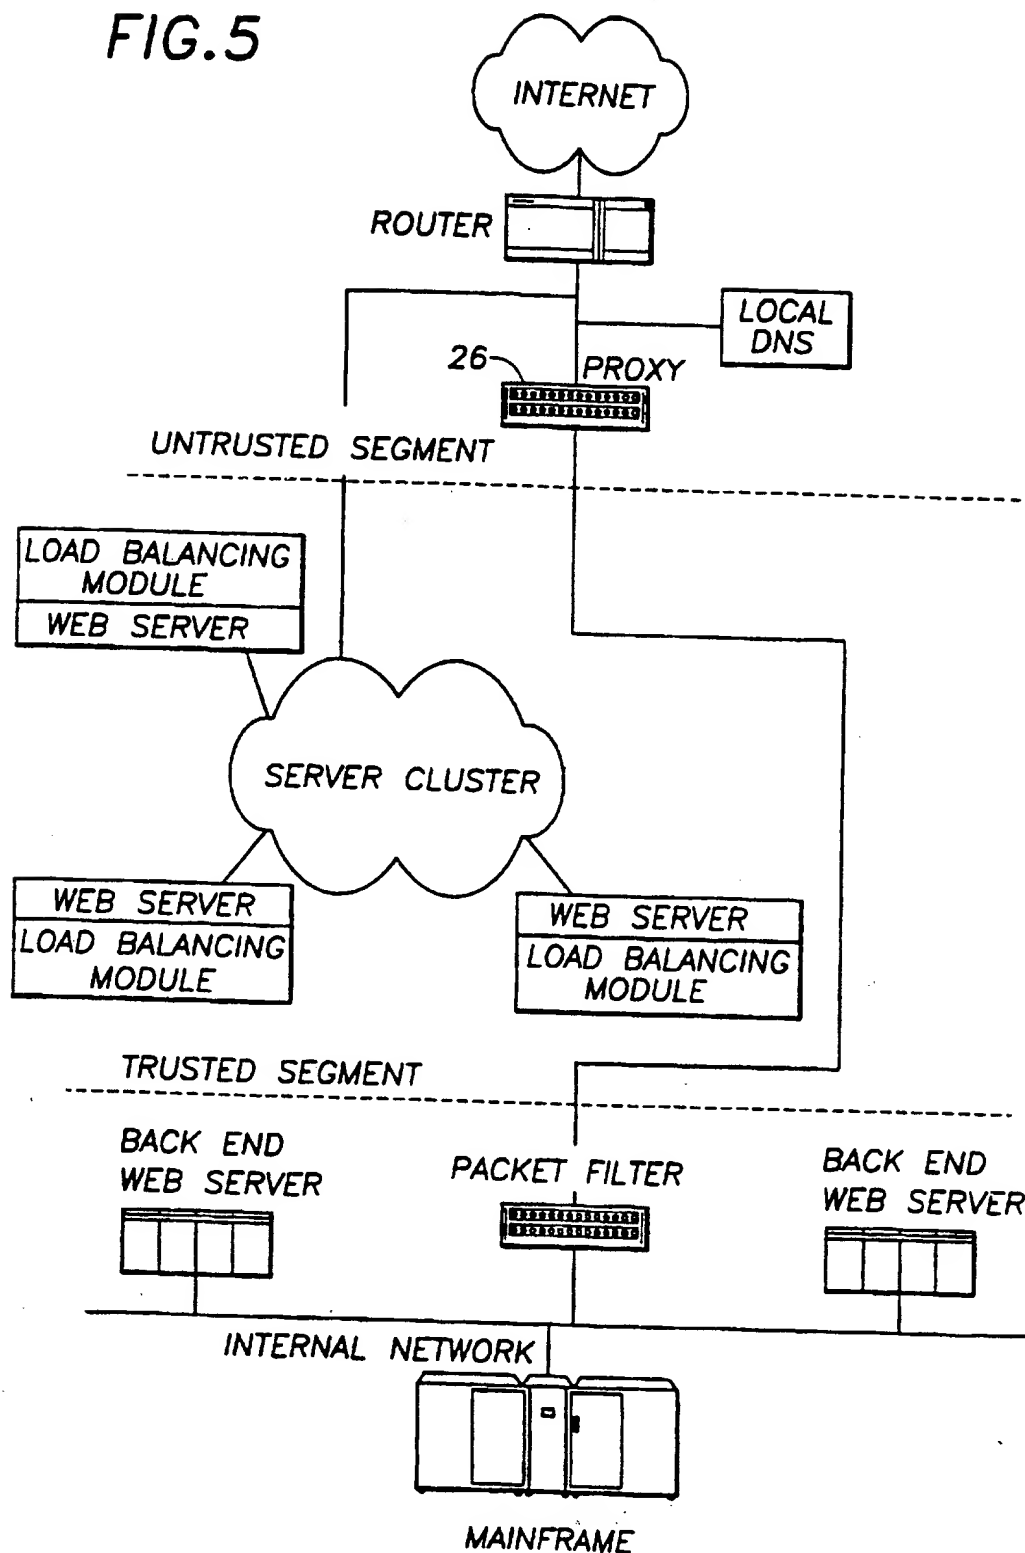 FIG.5
INTERNET
ROUTER
LOCAL
DNS
26
PROXY
UNTRUSTED SEGMENT
LOAD BALANCING
MODULE
WEB SERVER
SERVER CLUSTER
WEB SERVER
LOAD BALANCING
MODULE
WEB SERVER
LOAD BALANCING
MODULE
TRUSTED SEGMENT
BACK END
WEB SERVER
PACKET FILTER
BACK END
WEB SERVER
INTERNAL NETWORK
MAINFRAME